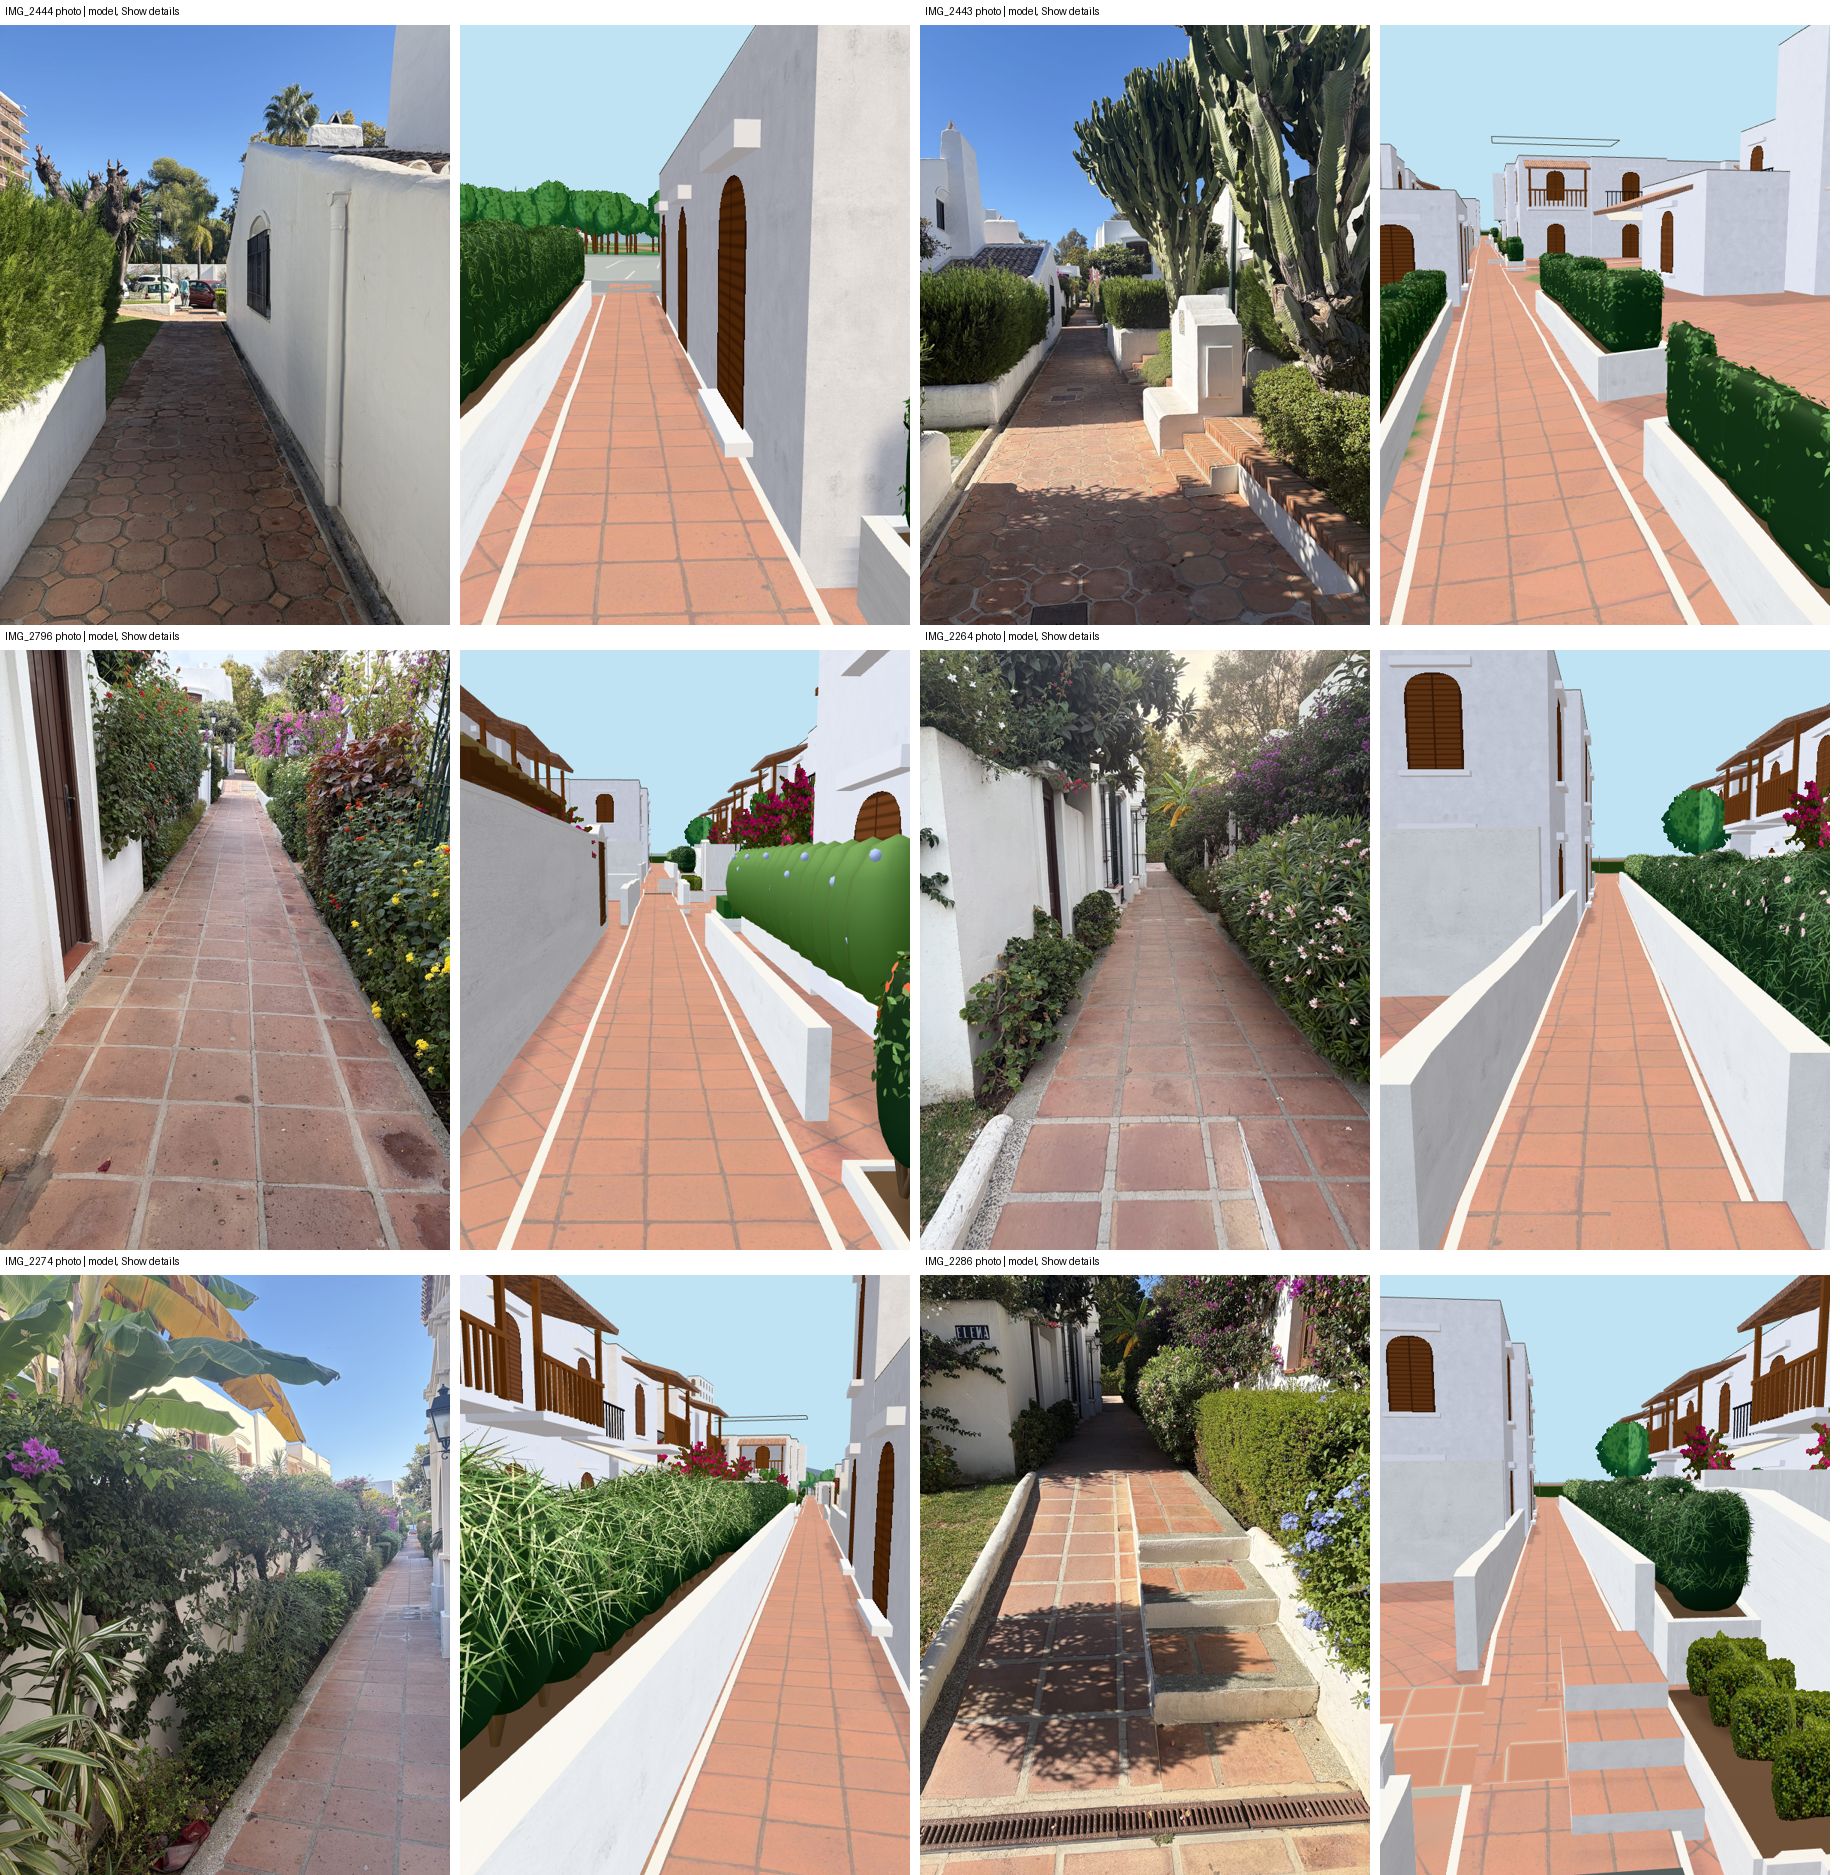 IMG_2444 photo | model, Show details
IMG_2443 photo | model, Show details
IMG_2796 photo | model, Show details
IMG_2264 photo | model, Show details
IMG_2274 photo | model, Show details
IMG_2286 photo | model, Show details
ELENA